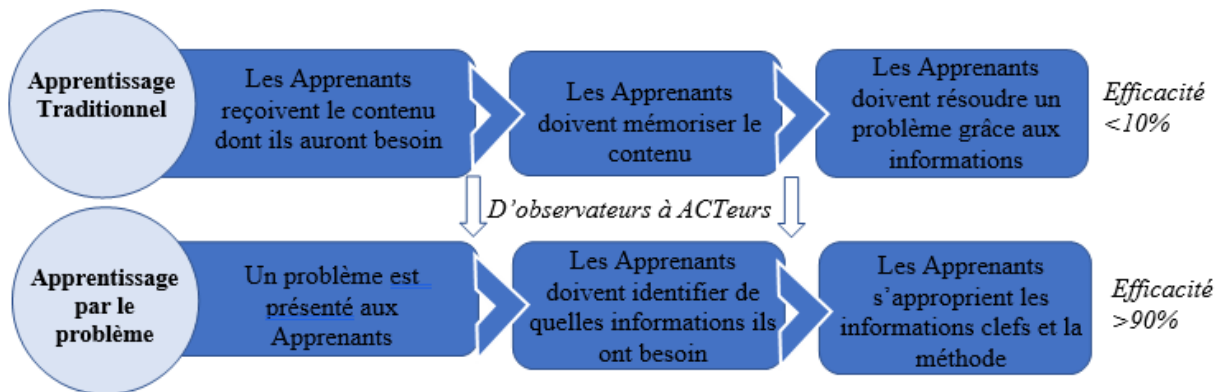 Apprentissage
Traditionnel
Les Apprenants
reçoivent le contenu
dont ils auront besoin
Les Apprenants
doivent mémoriser le
contenu
Les Apprenants
doivent résoudre un
problème grâce aux
informations
Efficacité
<10%
D’observateurs à ACTeurs
Apprentissage
par le
problème
Un problème est
présenté aux
Apprenants
Les Apprenants
doivent identifier de
quelles informations ils
ont besoin
Les Apprenants
s’approprient les
informations clefs et la
méthode
Efficacité
>90%